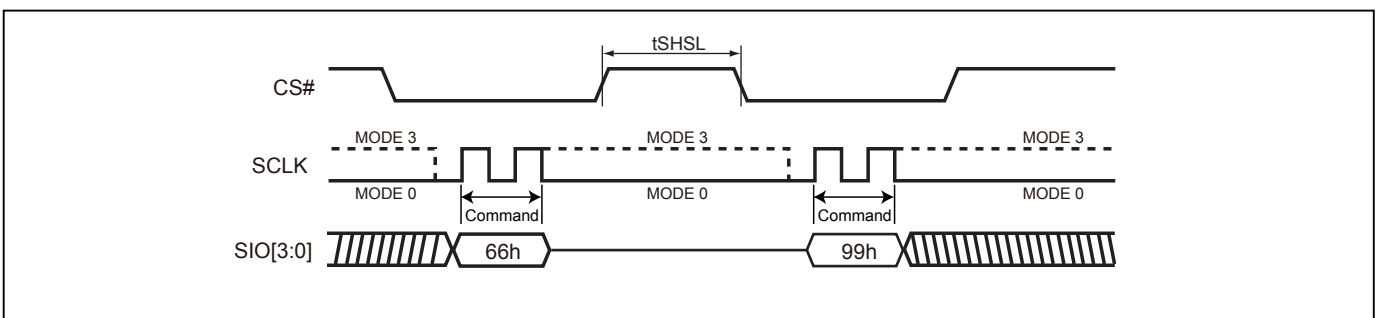 tSHSL
CS#
MODE 3 MODE 3 MODE 3
SCLK
MODE 0 MODE 0 MODE 0
Command Command
SIO[3:0] 66h 99h